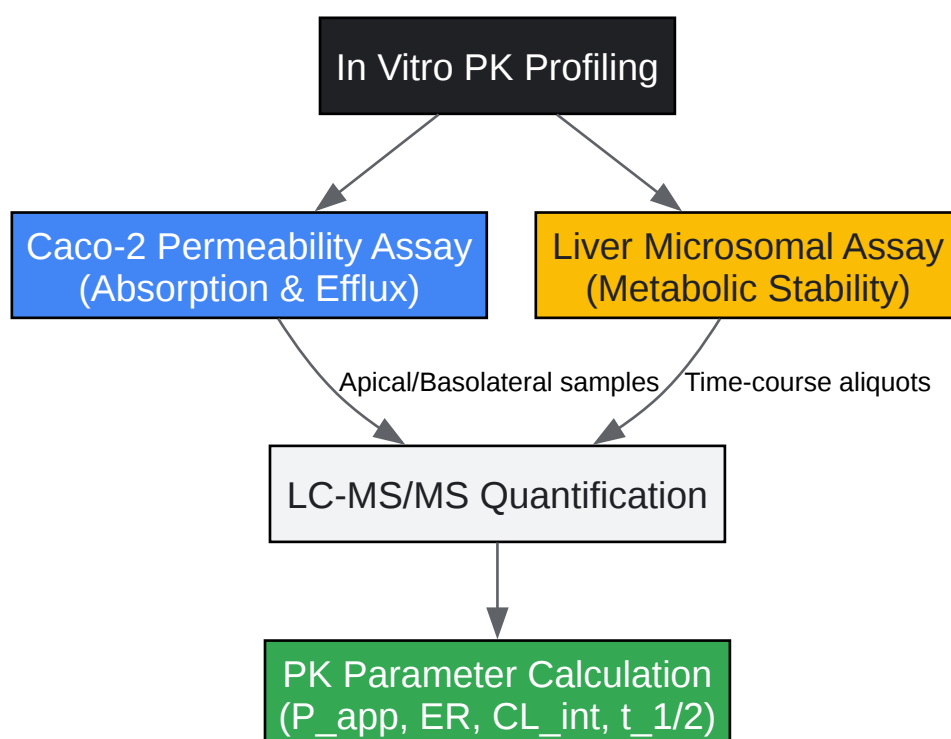 In Vitro PK Profiling
Caco-2 Permeability Assay
(Absorption & Efflux)
Liver Microsomal Assay
(Metabolic Stability)
Apical/Basolateral samples
Time-course aliquots
LC-MS/MS Quantification
PK Parameter Calculation
(P_app, ER, CL_int, t_1/2)